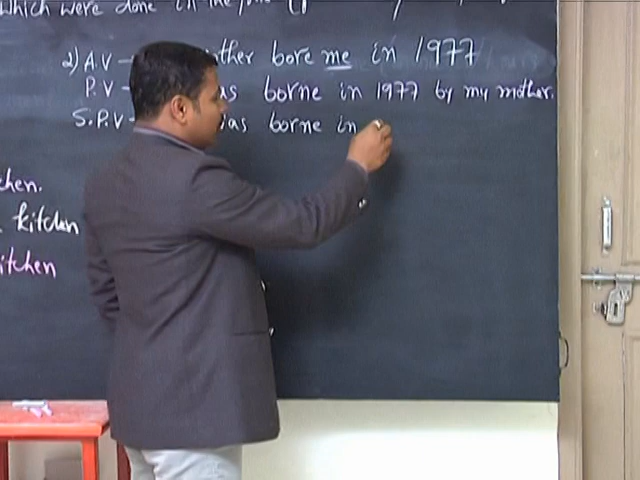 which were done in the
2) A.V – ther bore me in 1977
P.V – as borne in 1977 by my mother.
S.P.V – as borne in
chen.
kitchen
itchen